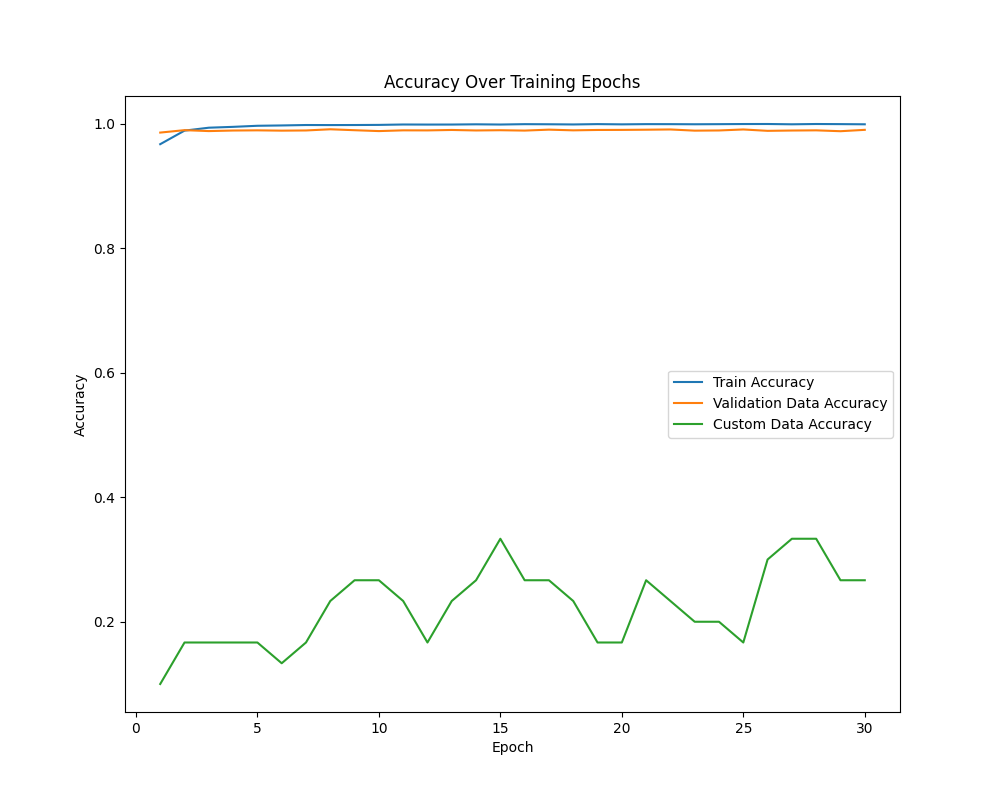 Accuracy Over Training Epochs
1.0
0.8
0.6
0.4
0.2
Accuracy
Train Accuracy
Validation Data Accuracy
Custom Data Accuracy
0 5 10 15 20 25 30
Epoch